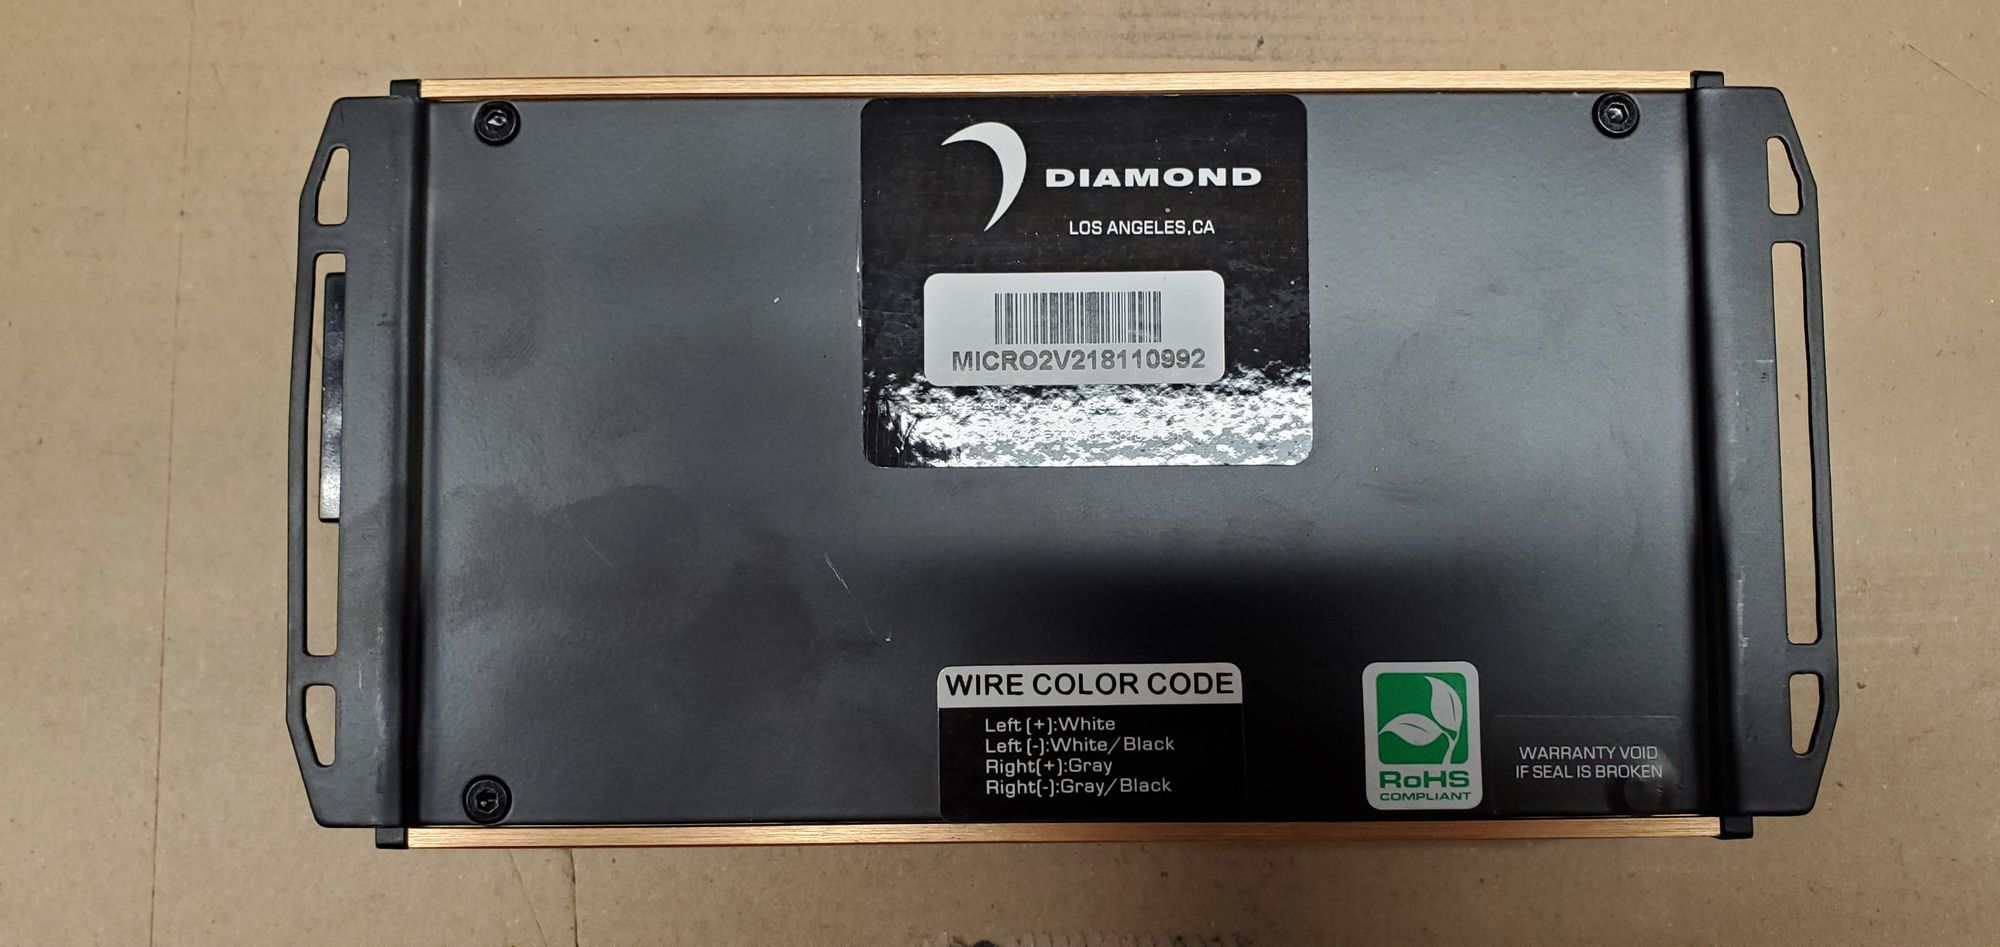 DIAMOND
LOS ANGELES,CA
MICRO2V218110992
WIRE COLOR CODE
Left (+):White
Left (-):White/Black
Right(+):Gray
Right(-):Gray/Black
RoHS
COMPLIANT
WARRANTY VOID
IF SEAL IS BROKEN